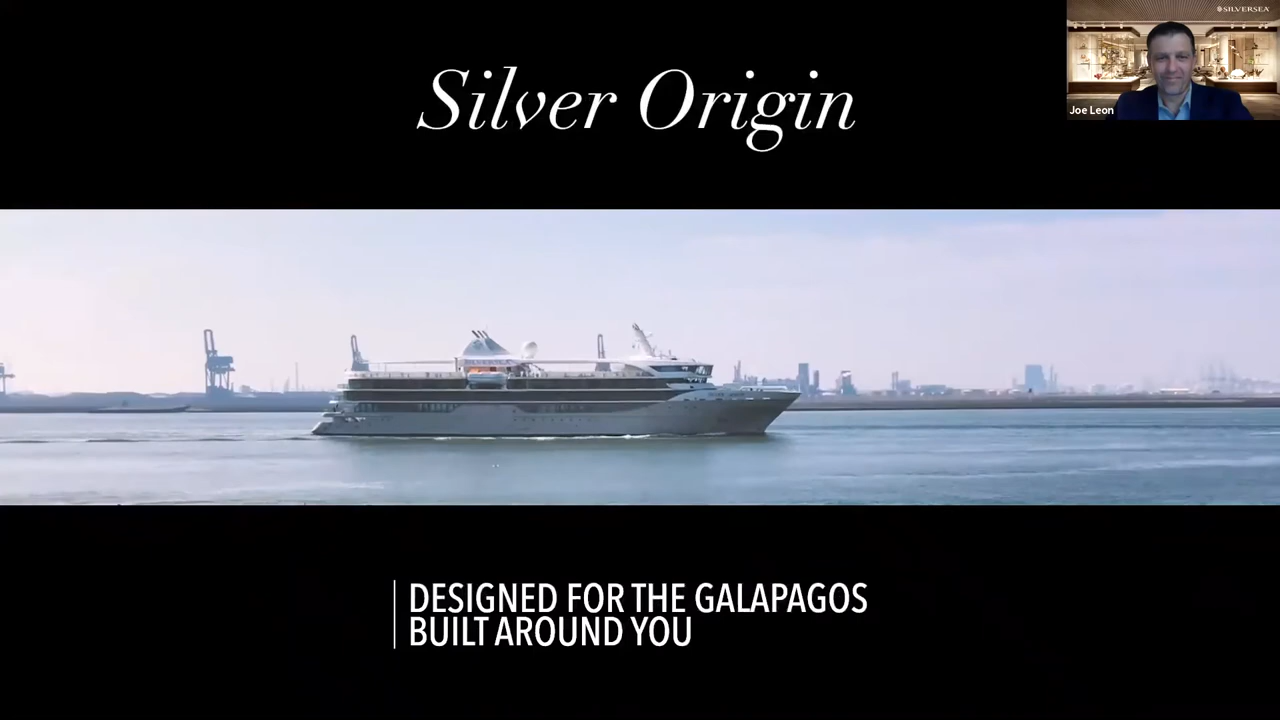 Silver Origin
SILVERSEA
Joe Leon
DESIGNED FOR THE GALAPAGOS
BUILT AROUND YOU